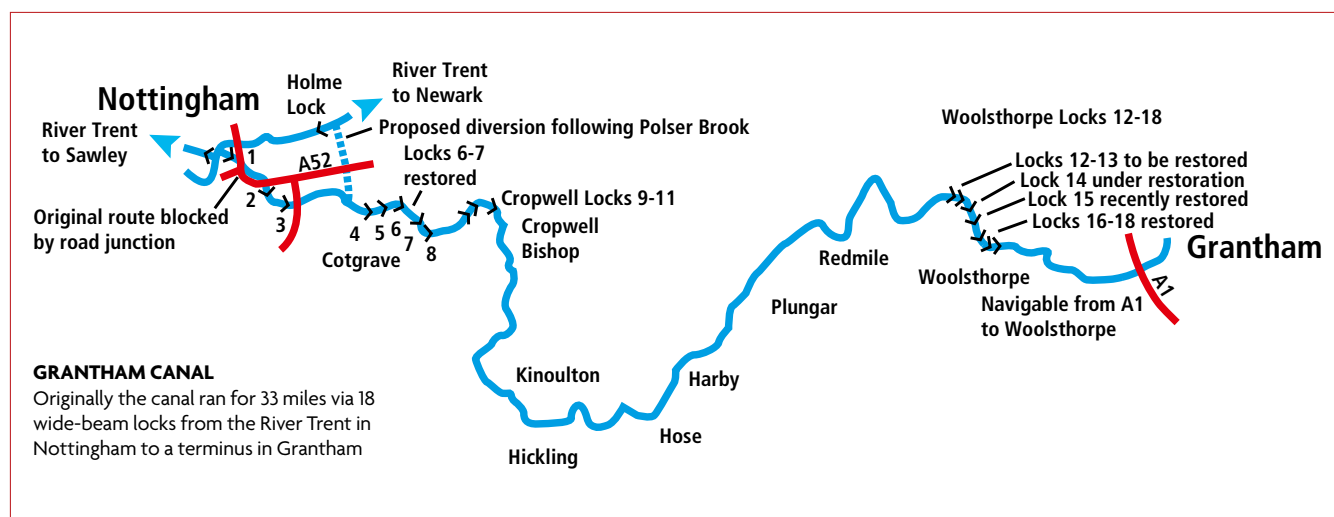 Nottingham
Holme
Lock
River Trent
to Newark
River Trent
to Sawley
Proposed diversion following Polser Brook
1
A52
Locks 6-7
restored
2
3
Original route blocked
by road junction
4
5
6
7
8
Cotgrave
Cropwell Locks 9-11
Cropwell
Bishop
Woolsthorpe Locks 12-18
Locks 12-13 to be restored
Lock 14 under restoration
Lock 15 recently restored
Locks 16-18 restored
Grantham
A1
Redmile
Woolsthorpe
Navigable from A1
to Woolsthorpe
Plungar
Harby
Kinoulton
Hose
Hickling
GRANTHAM CANAL
Originally the canal ran for 33 miles via 18
wide-beam locks from the River Trent in
Nottingham to a terminus in Grantham